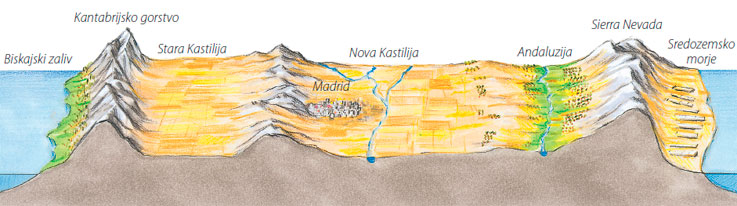 Biskajski zaliv
Kantabrijsko gorstvo
Stara Kastilija
Madrid
Nova Kastilija
Andaluzija
Sierra Nevada
Sredozemsko
morje